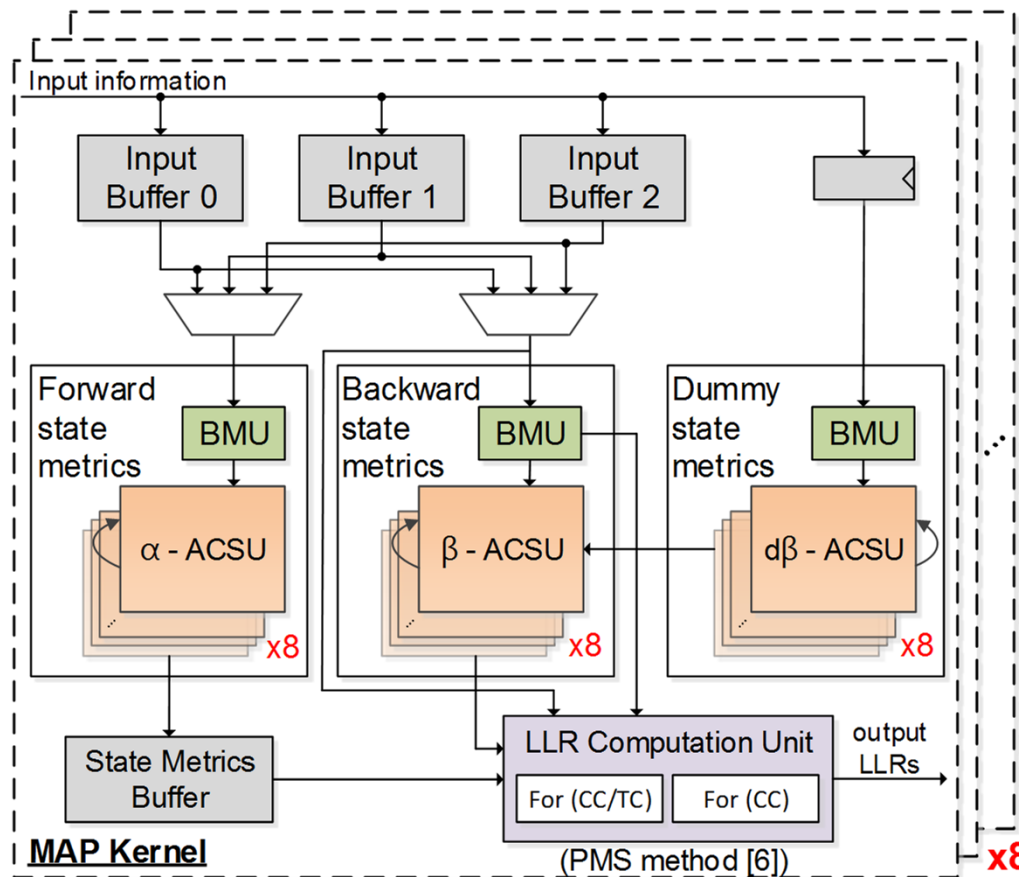 Input information
Input
Buffer 0
Input
Buffer 1
Input
Buffer 2
Forward
state
metrics
BMU
α - ACSU
x8
Backward
state
metrics
BMU
β - ACSU
x8
Dummy
state
metrics
BMU
dβ - ACSU
x8
State Metrics
Buffer
LLR Computation Unit
For (CC/TC)
For (CC)
output
LLRs
MAP Kernel
(PMS method [6])
x8